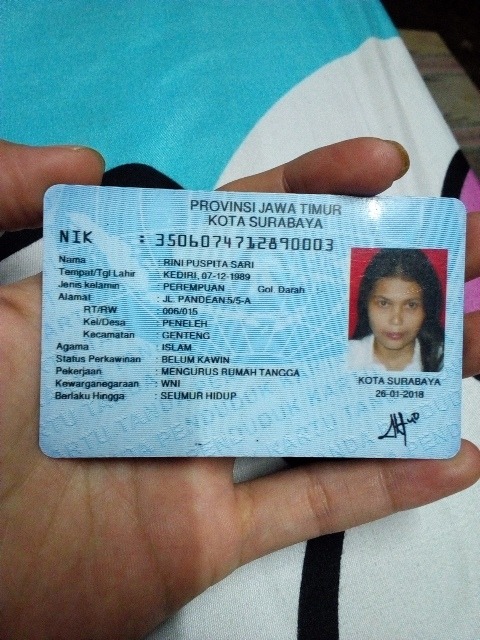 PROVINSI JAWA TIMUR
KOTA SURABAYA
NIK : 3506074712890003
Nama : RINI PUSPITA SARI
Tempat/Tgl Lahir : KEDIRI, 07-12-1989
Jenis kelamin : PEREMPUAN Gol. Darah
Alamat : JL. PANDEAN 5/5-A
RT/RW : 006/015
Kel/Desa : PENELEH
Kecamatan : GENTENG
Agama : ISLAM
Status Perkawinan : BELUM KAWIN
Pekerjaan : MENGURUS RUMAH TANGGA
Kewarganegaraan : WNI
Berlaku Hingga : SEUMUR HIDUP
KOTA SURABAYA
26-01-2018